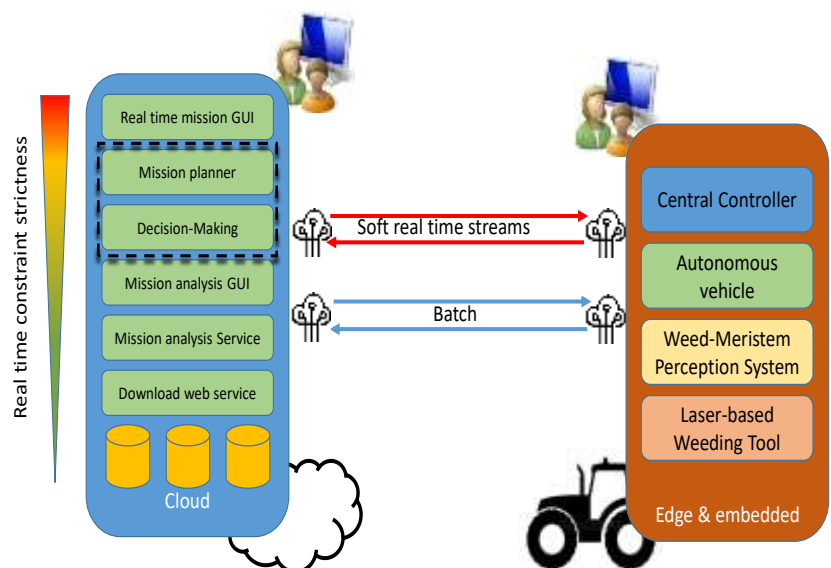 Real time constraint strictness
Real time mission GUI
Mission planner
Decision-Making
Mission analysis GUI
Mission analysis Service
Download web service
Cloud
Soft real time streams
Batch
Central Controller
Autonomous
vehicle
Weed-Meristem
Perception System
Laser-based
Weeding Tool
Edge & embedded